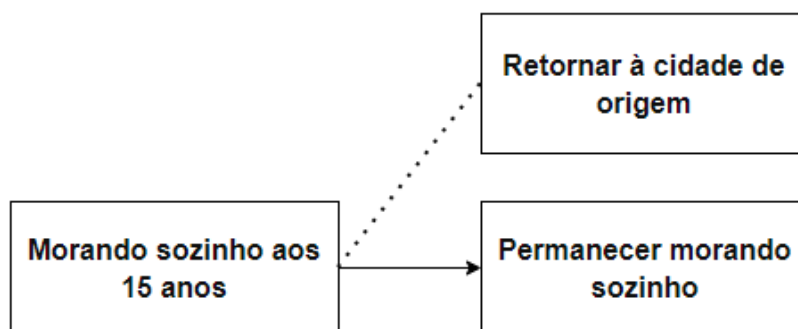 Retornar à cidade de
origem
Morando sozinho aos
15 anos
Permanecer morando
sozinho